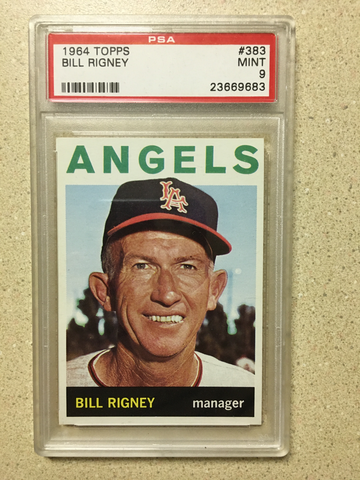 PSA
1964 TOPPS #383
BILL RIGNEY MINT
9
23669683
ANGELS
LA
BILL RIGNEY manager